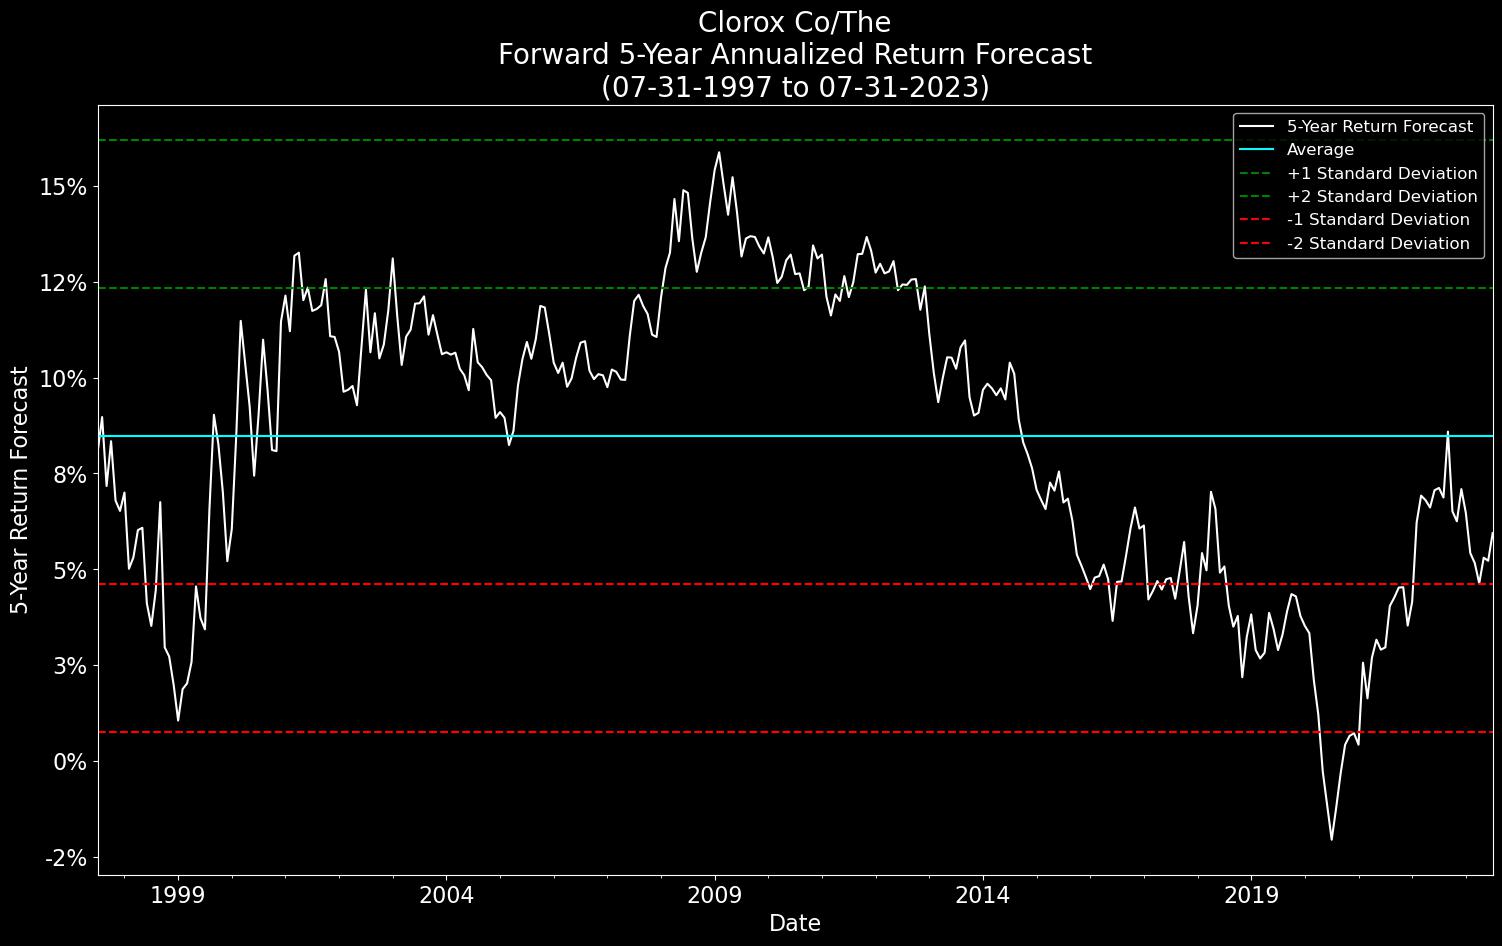 Clorox Co/The
Forward 5-Year Annualized Return Forecast
(07-31-1997 to 07-31-2023)
5-Year Return Forecast
Average
+1 Standard Deviation
+2 Standard Deviation
-1 Standard Deviation
-2 Standard Deviation
5-Year Return Forecast
15%
12%
10%
8%
5%
3%
0%
-2%
1999
2004
2009
2014
2019
Date